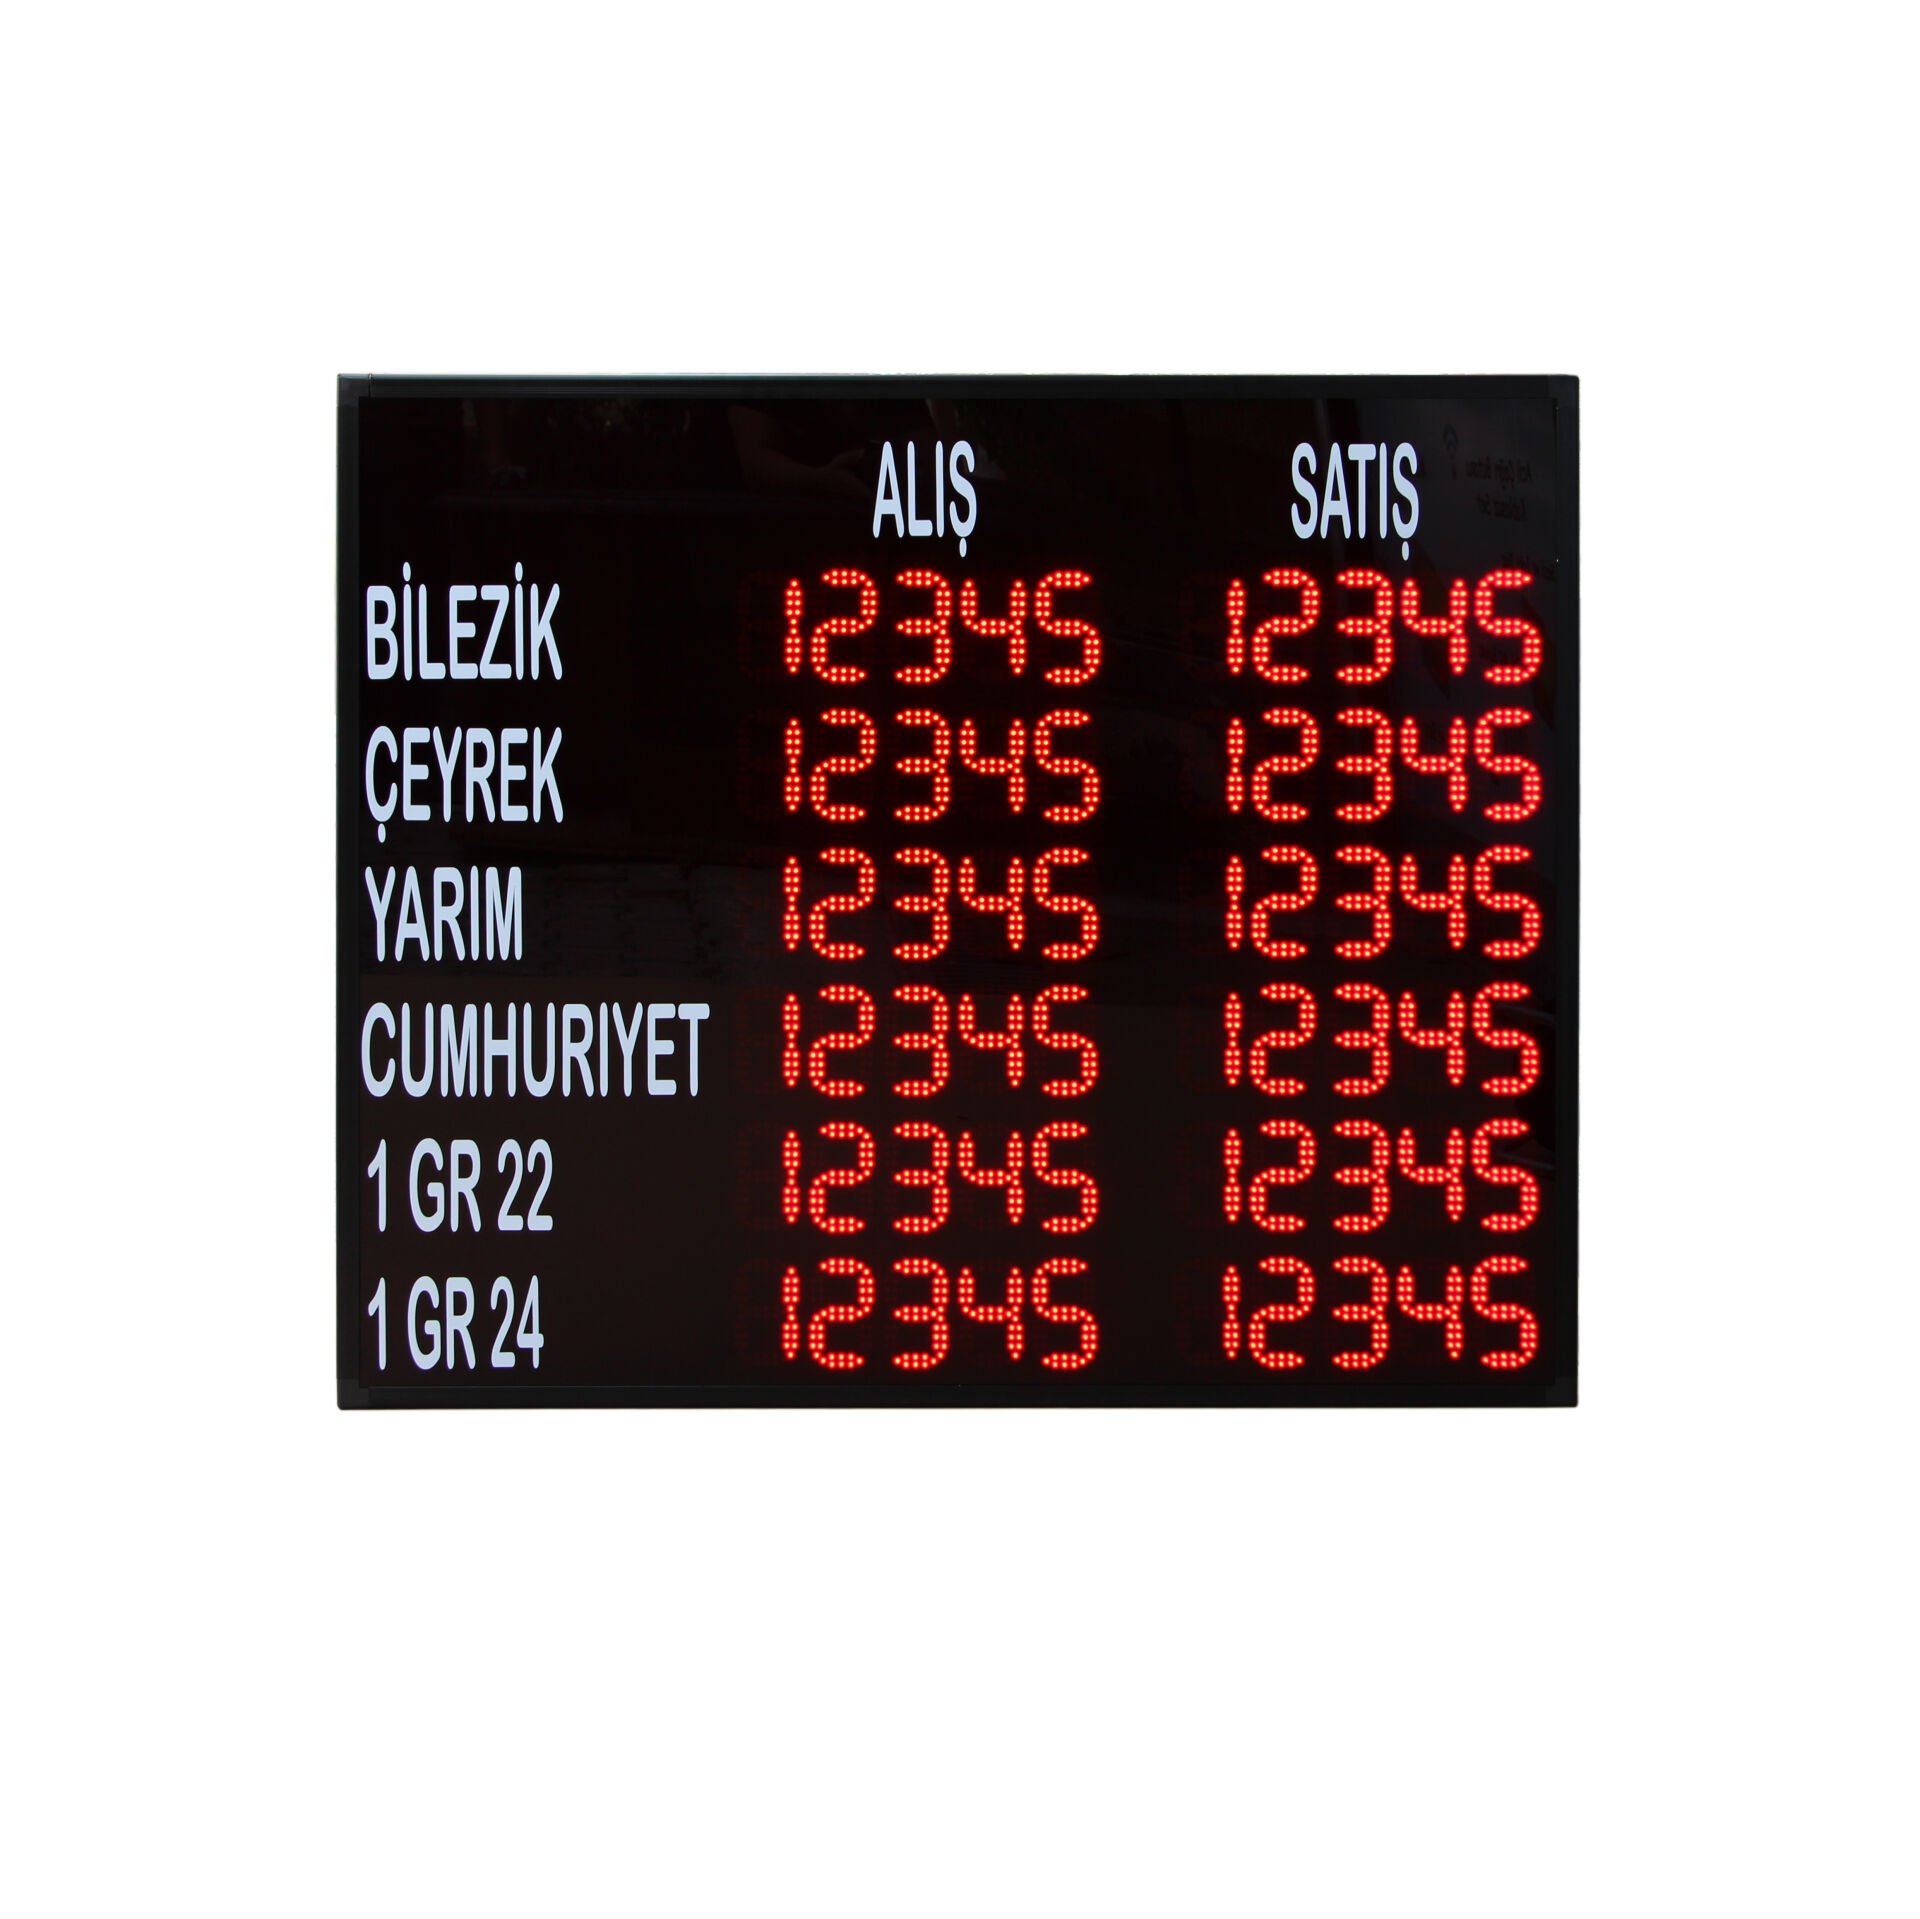 ALIŞ SATIŞ
BİLEZİK 12345 12345
ÇEYREK 12345 12345
YARIM 12345 12345
CUMHURIYET 12345 12345
1 GR 22 12345 12345
1 GR 24 12345 12345